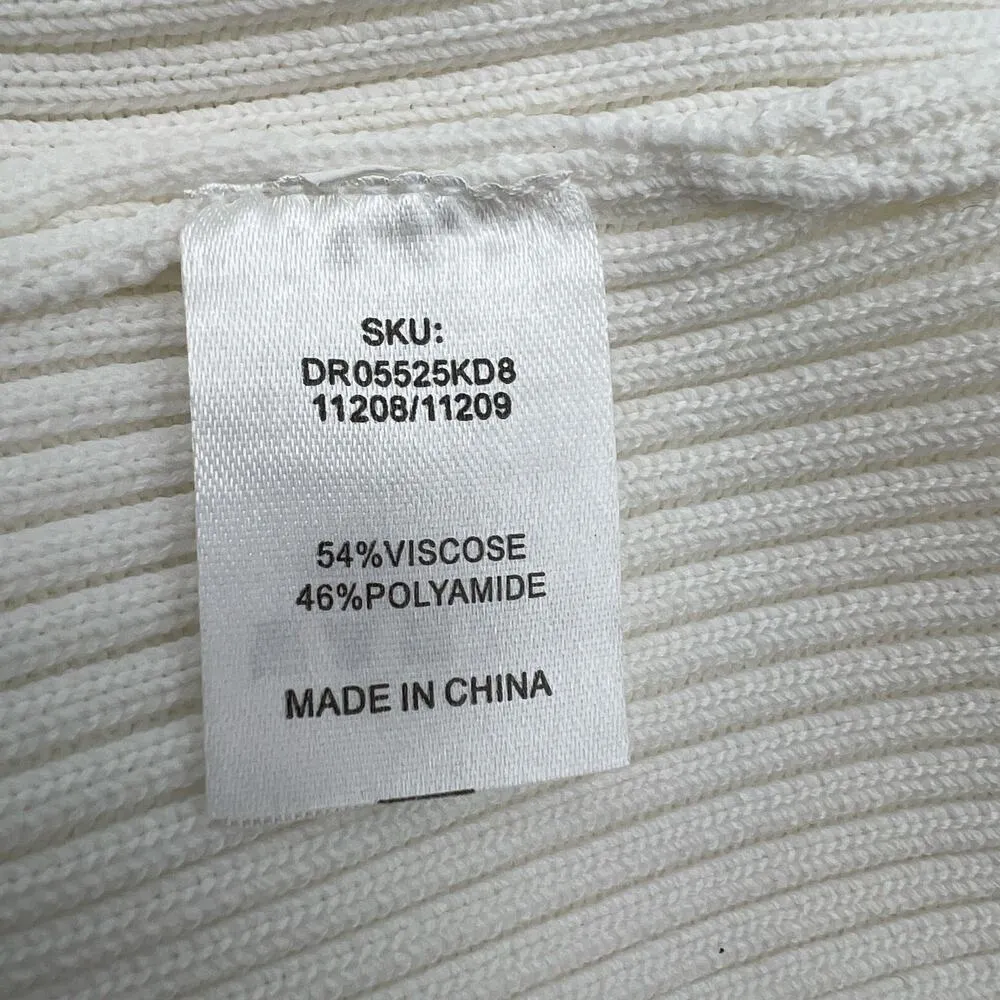 SKU:
DR05525KD8
11208/11209
54%VISCOSE
46%POLYAMIDE
MADE IN CHINA